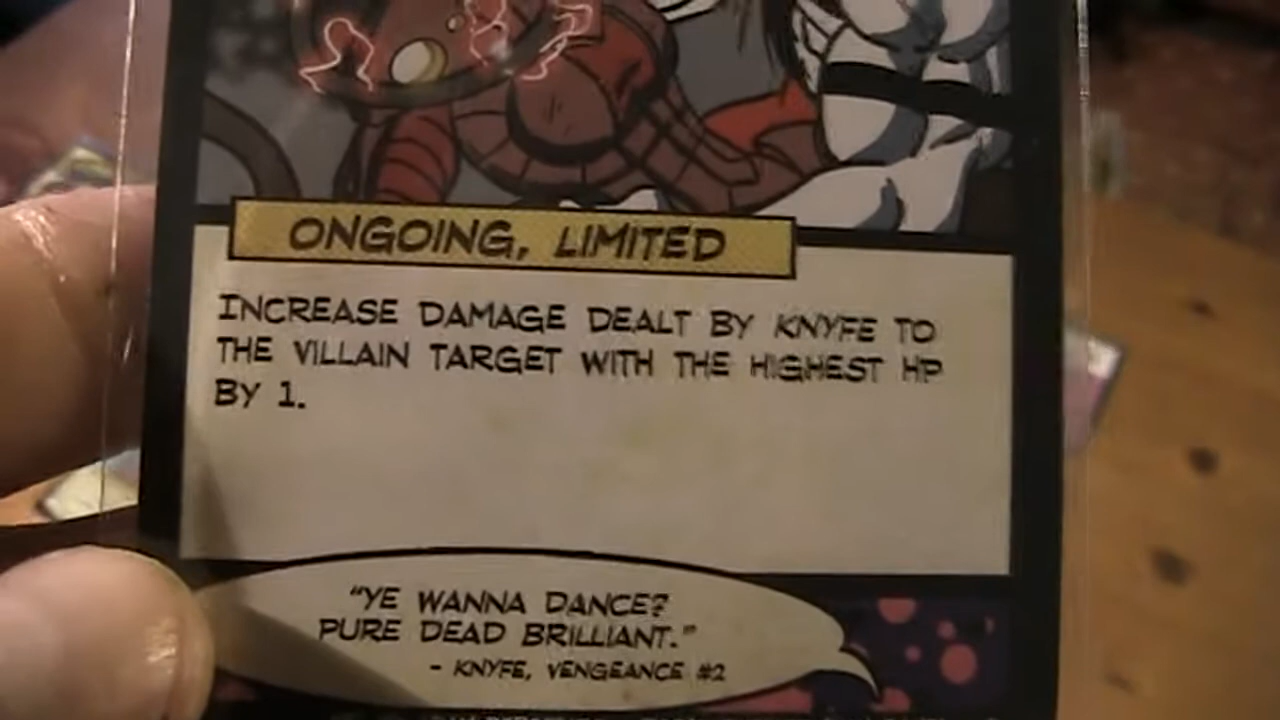 ONGOING, LIMITED
INCREASE DAMAGE DEALT BY KNYFE TO
THE VILLAIN TARGET WITH THE HIGHEST HP
BY 1.
"YE WANNA DANCE?
PURE DEAD BRILLIANT."
- KNYFE, VENGEANCE #2